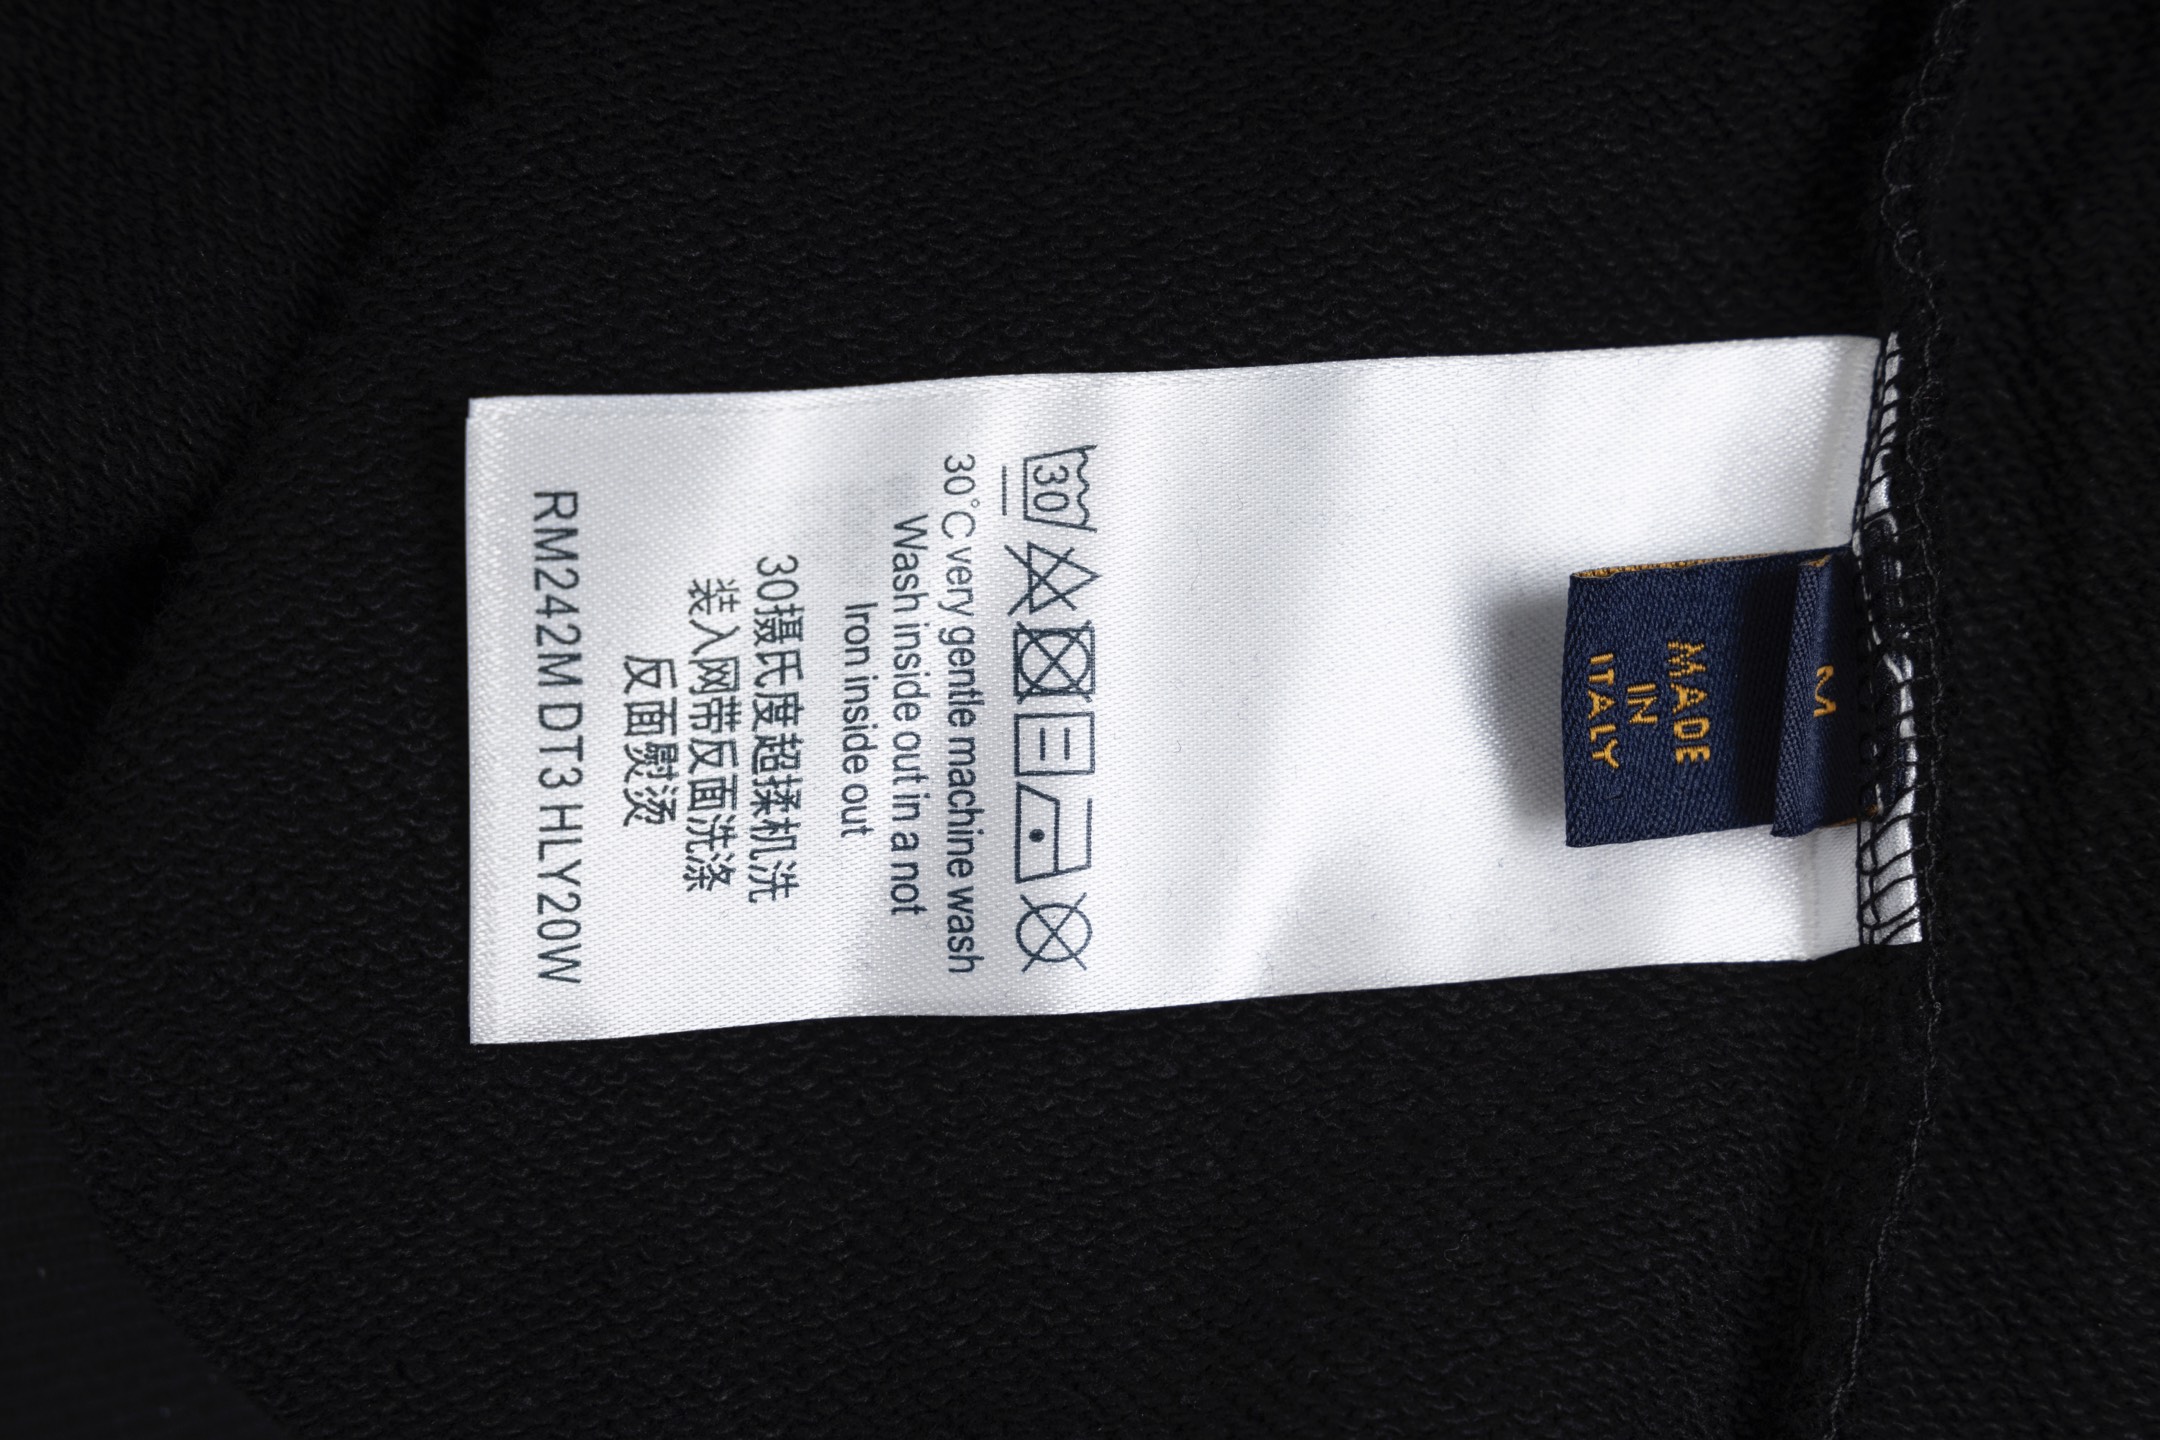 M
MADE
IN
ITALY
30
30°C very gentle machine wash
Wash inside out in a not
Iron inside out
30摄氏度超揉机洗
装入网带反面洗涤
反面熨烫
RM242M DT3 HLY20W